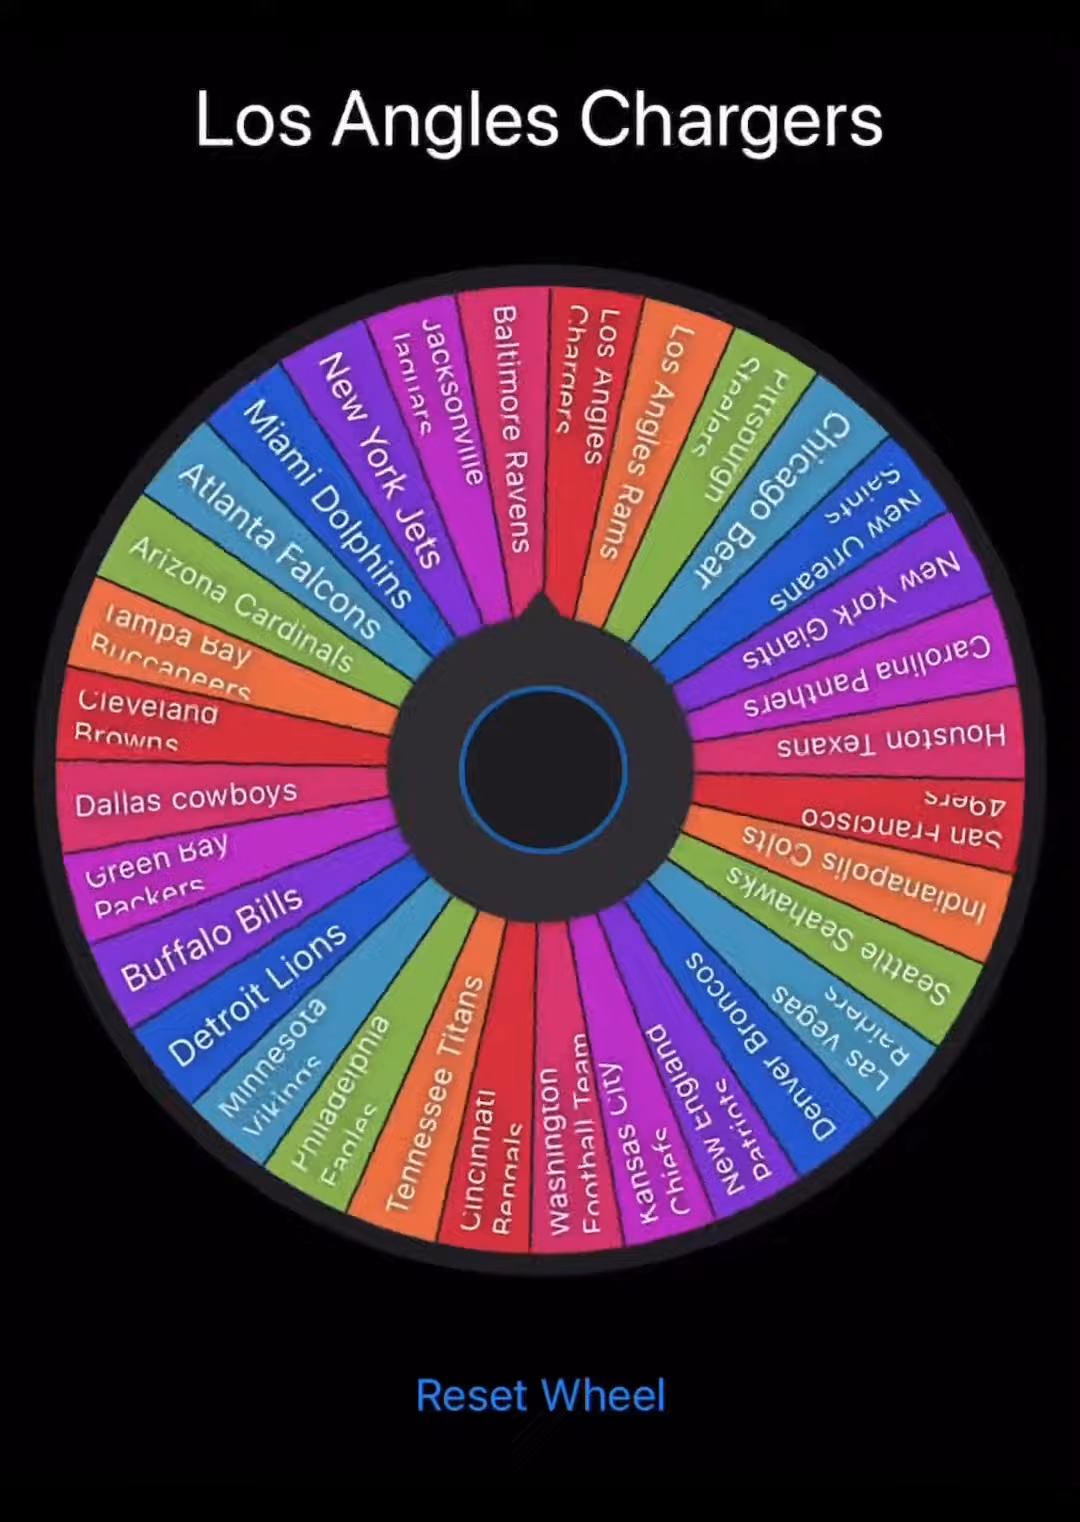 Los Angles Chargers
Los Angles
Chargers
Los Angles Rams
Pittsburgh
Steelers
Chicago Bear
New Orleans
Saints
New York Giants
Carolina Panthers
Houston Texans
San Francisco
49ers
Indianapolis Colts
Seattle Seahawks
Las Vegas
Raiders
Denver Broncos
New England
Patriots
Kansas City
Chiefs
Washington
Football Team
Cincinnati
Bengals
Tennessee Titans
Philadelphia
Eagles
Minnesota
Vikings
Detroit Lions
Buffalo Bills
Green Bay
Packers
Dallas cowboys
Cleveland
Browns
Tampa Bay
Buccaneers
Arizona Cardinals
Atlanta Falcons
Miami Dolphins
New York Jets
Jacksonville
Jaguars
Baltimore Ravens
Reset Wheel